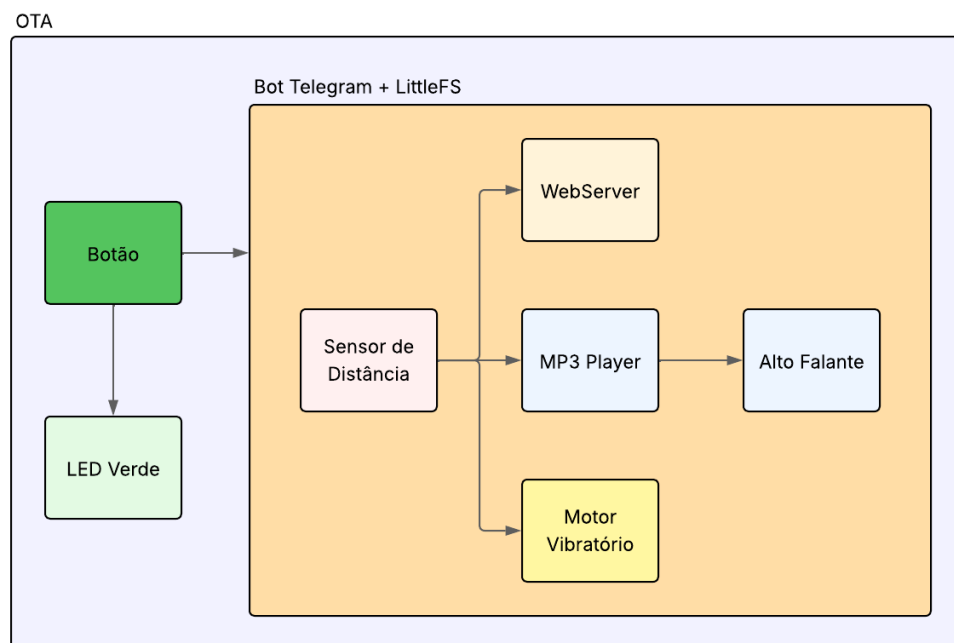 OTA
Bot Telegram + LittleFS
WebServer
Botão
Sensor de
Distância
MP3 Player
Alto Falante
LED Verde
Motor
Vibratório